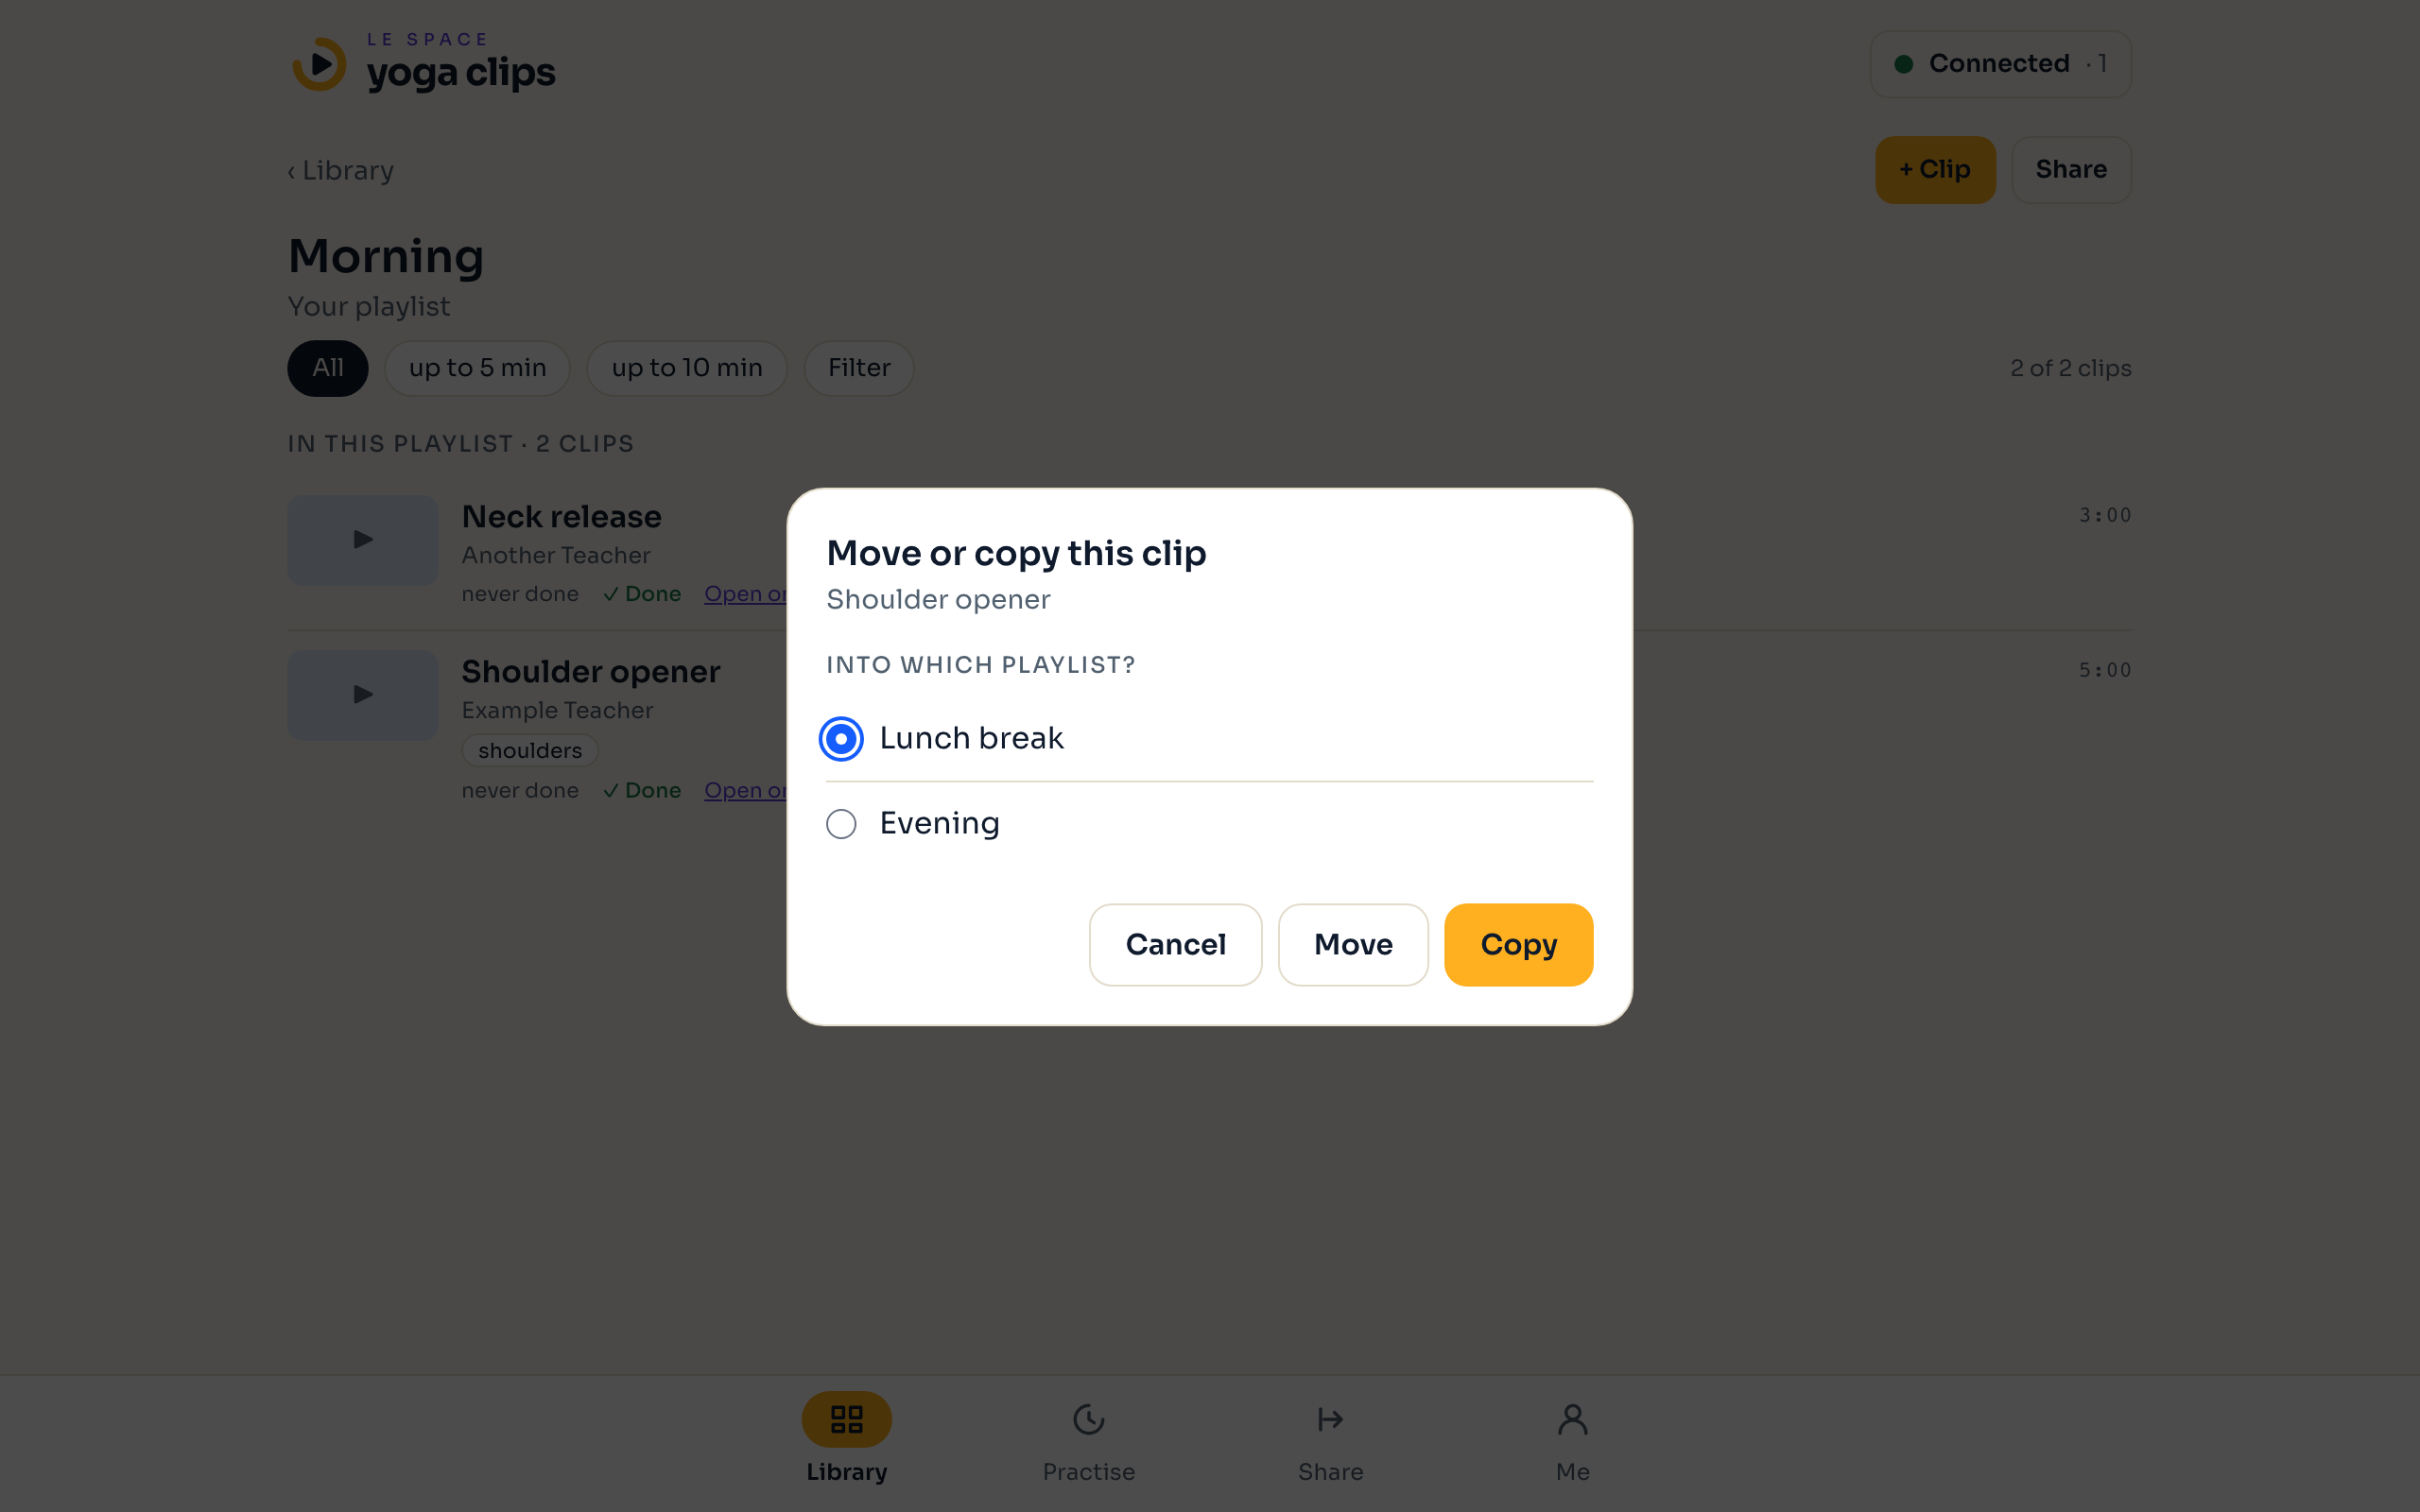 LE SPACE
yoga clips
Connected · 1
‹ Library
+ Clip
Share
Morning
Your playlist
All
up to 5 min
up to 10 min
Filter
2 of 2 clips
IN THIS PLAYLIST · 2 CLIPS
Neck release
3:00
Another Teacher
never done
✓ Done
Open
Shoulder opener
5:00
Example Teacher
shoulders
never done
✓ Done
Open
Move or copy this clip
Shoulder opener
INTO WHICH PLAYLIST?
Lunch break
Evening
Cancel
Move
Copy
Library
Practise
Share
Me